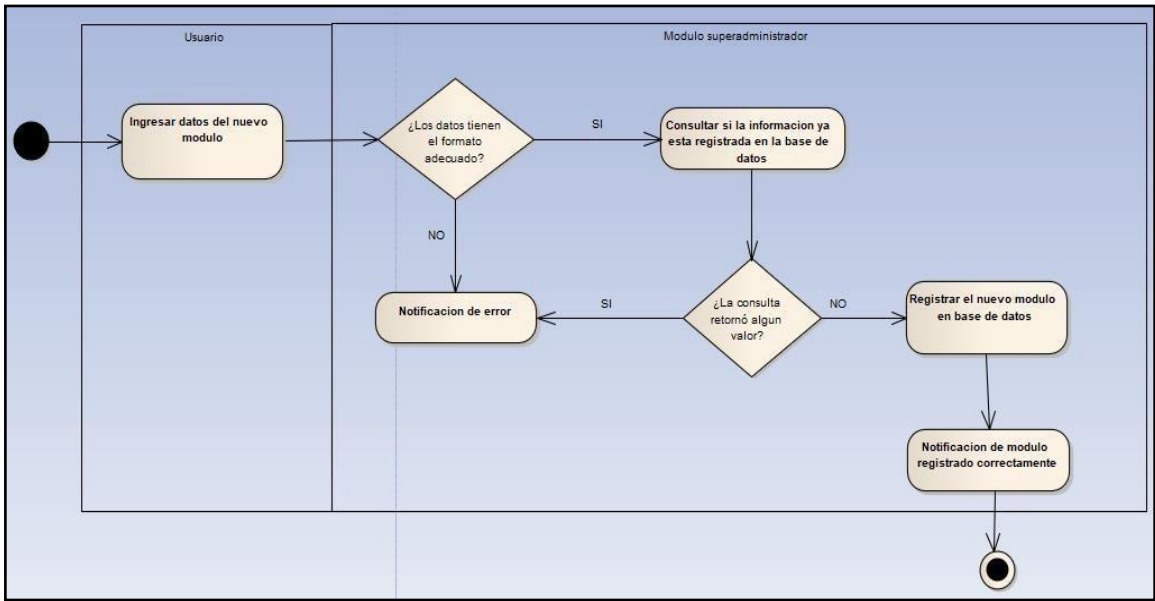 Usuario
Modulo superadministrador
Ingresar datos del nuevo
modulo
¿Los datos tienen
el formato
adecuado?
SI
Consultar si la informacion ya
esta registrada en la base de
datos
NO
Notificacion de error
SI
¿La consulta
retornó algun
valor?
NO
Registrar el nuevo modulo
en base de datos
Notificacion de modulo
registrado correctamente